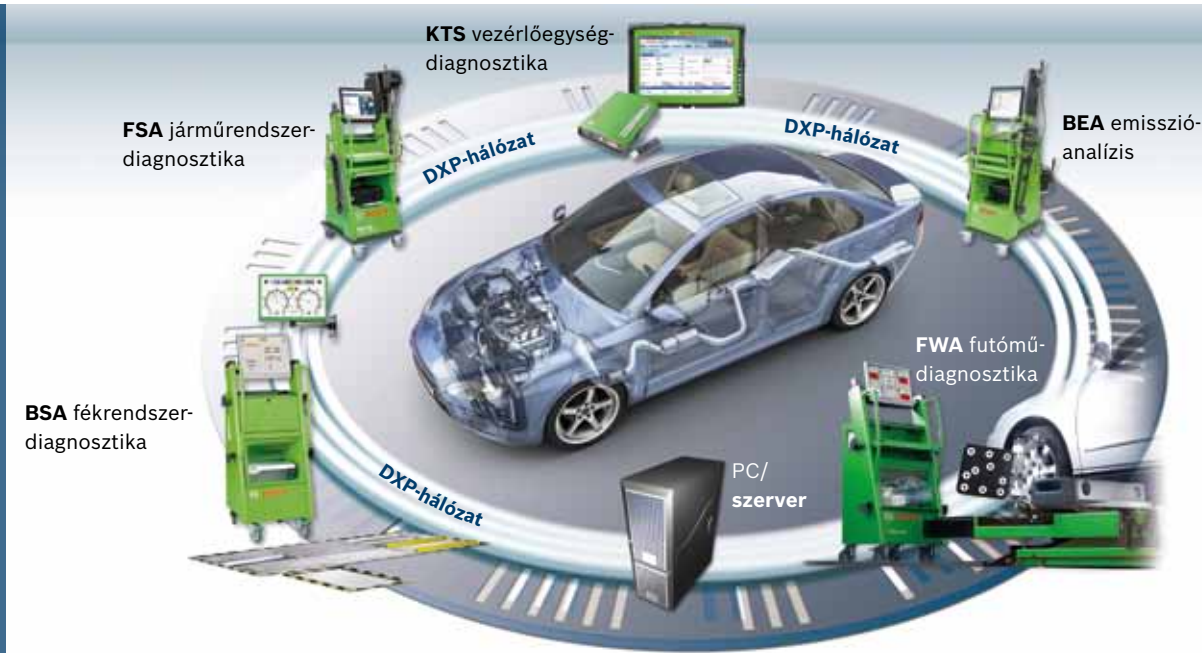 KTS vezérlőegység-
diagnosztika
FSA járműrendszer-
diagnosztika
DXP-hálózat
DXP-hálózat
BEA emisszió-
analízis
FWA futómű-
diagnosztika
BSA fékrendszer-
diagnosztika
DXP-hálózat
PC/
szerver